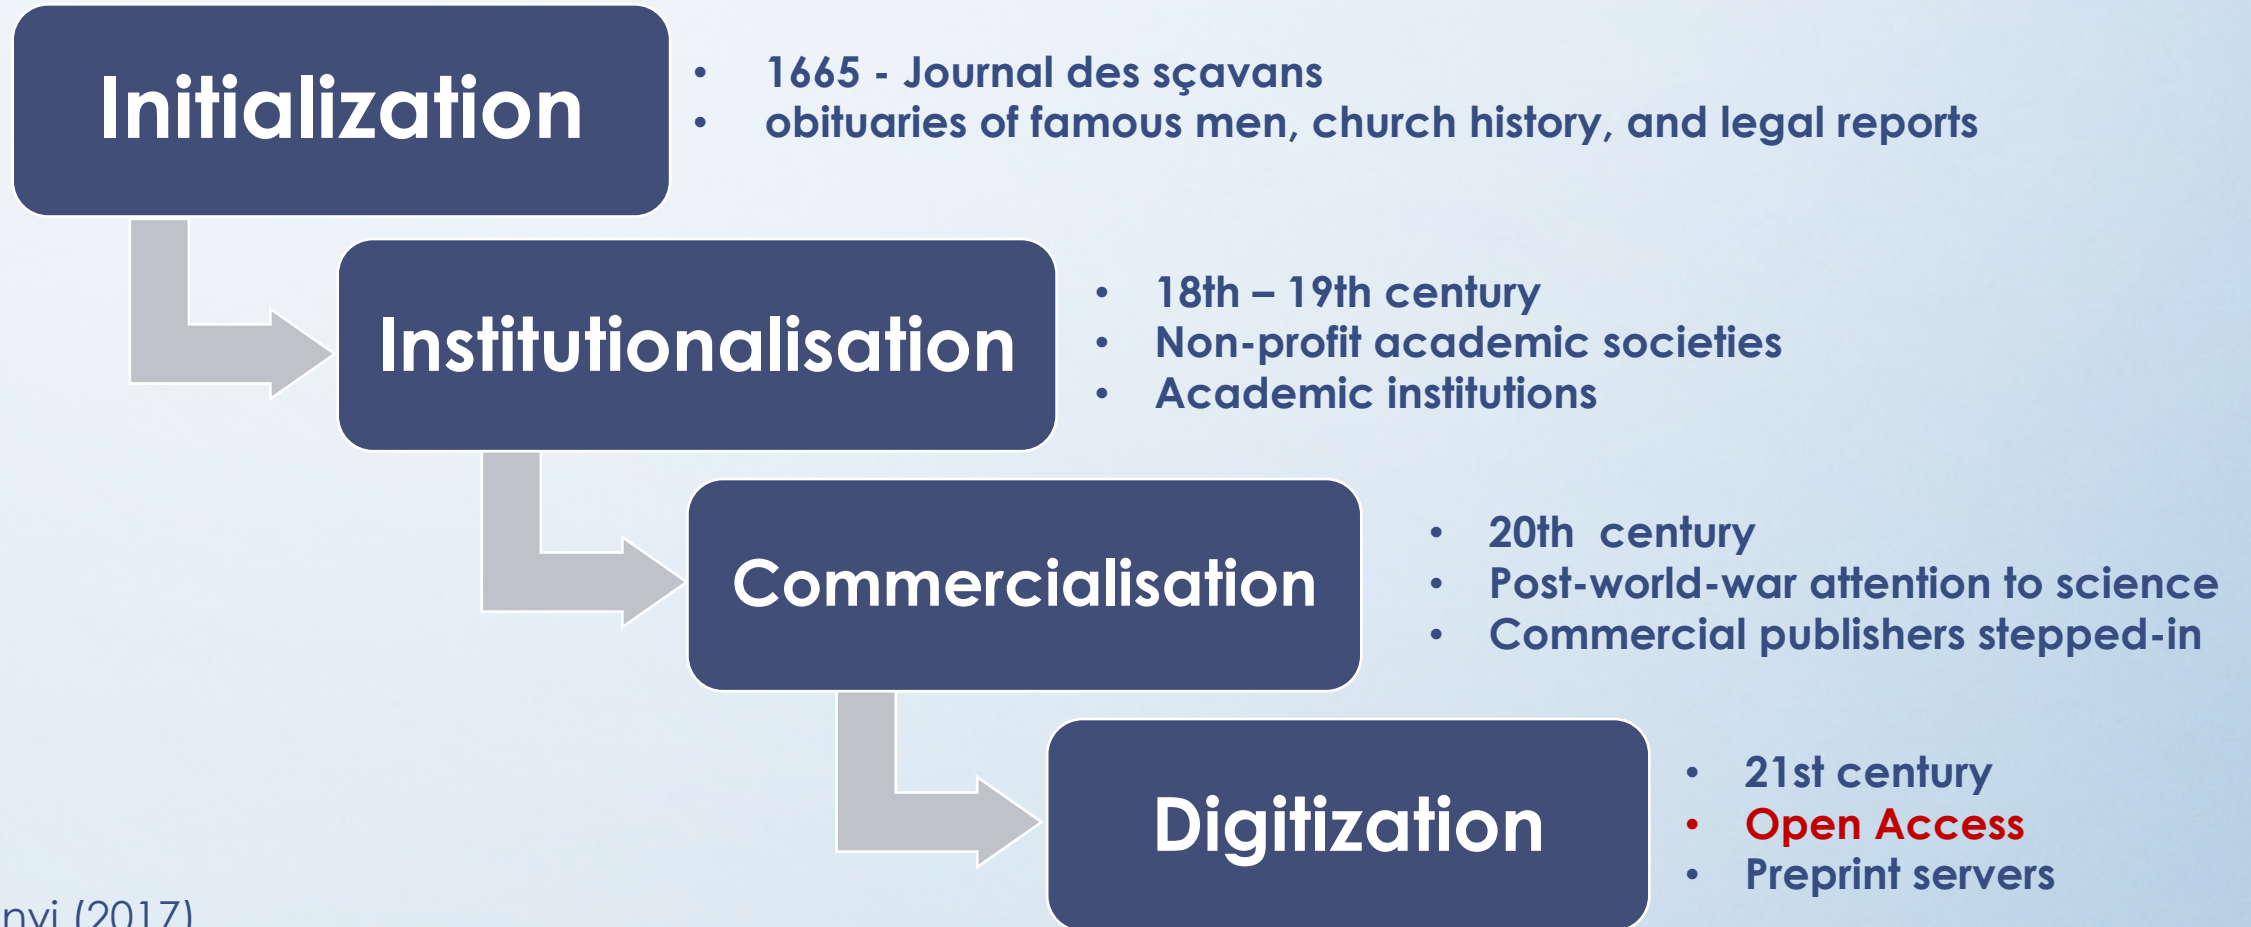 Initialization
• 1665 - Journal des sçavans
• obituaries of famous men, church history, and legal reports
Institutionalisation
• 18th – 19th century
• Non-profit academic societies
• Academic institutions
Commercialisation
• 20th century
• Post-world-war attention to science
• Commercial publishers stepped-in
Digitization
• 21st century
• Open Access
• Preprint servers
(2017)